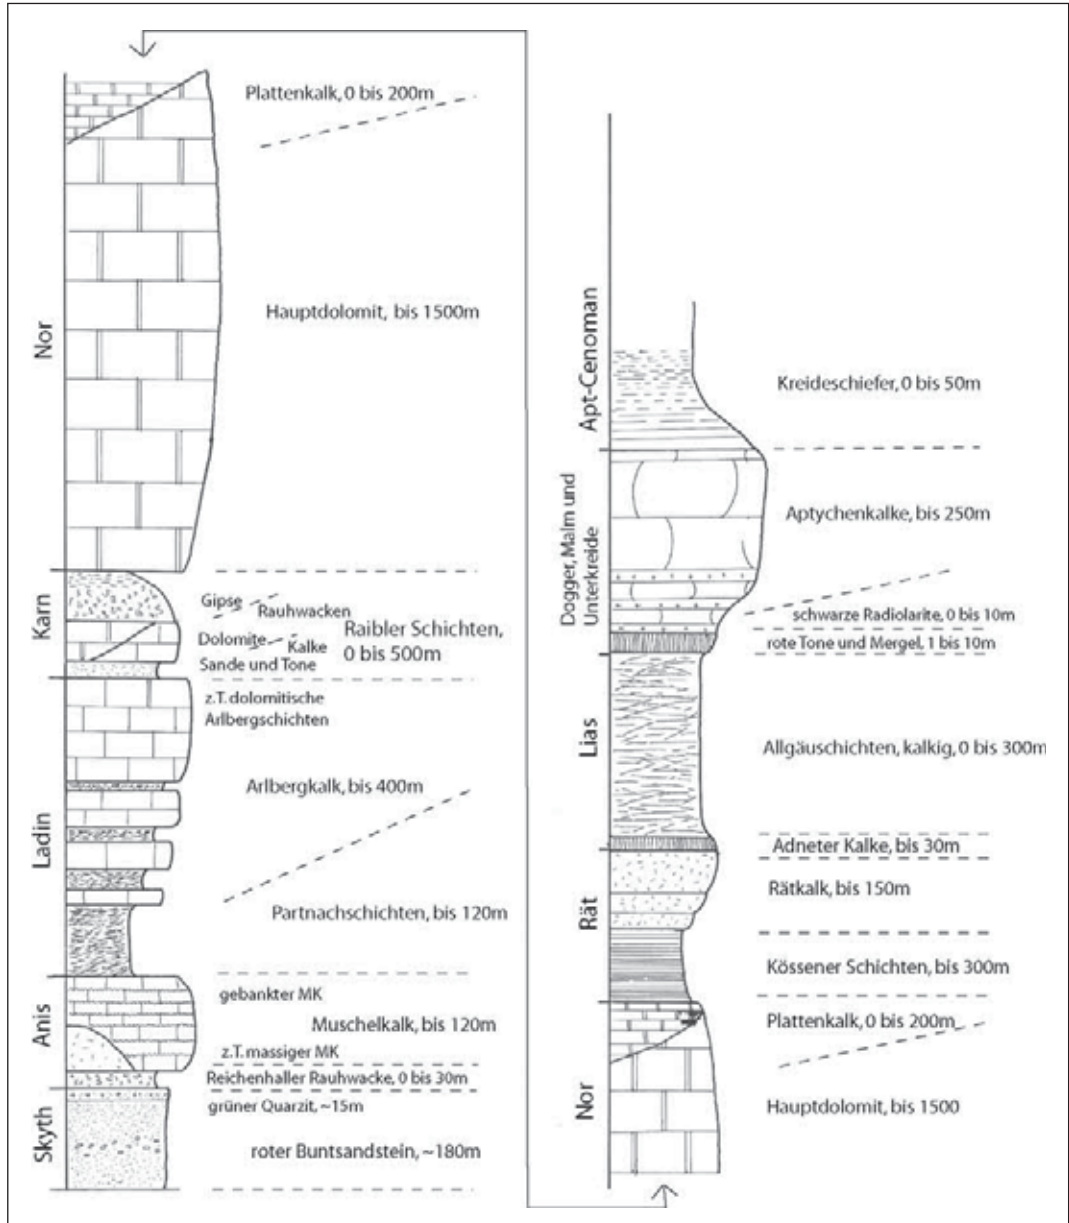 Plattenkalk, 0 bis 200m
Nor
Hauptdolomit, bis 1500m
Karn
Gipse
Rauhwacken
Dolomite
Kalke
Raibler Schichten,
0 bis 500m
Sande und Tone
Ladin
z.T. dolomitische
Arlbergschichten
Arlbergkalk, bis 400m
Partnachschichten, bis 120m
Anis
gebankter MK
Muschelkalk, bis 120m
z.T. massiger MK
Reichenhaller Rauhwacke, 0 bis 30m
Skyth
grüner Quarzit, ~15m
roter Buntsandstein, ~180m
Apt-Cenoman
Kreideschiefer, 0 bis 50m
Dogger, Malm und
Unterkreide
Aptychenkalke, bis 250m
schwarze Radiolarite, 0 bis 10m
rote Tone und Mergel, 1 bis 10m
Lias
Allgäuschichten, kalkig, 0 bis 300m
Adneter Kalke, bis 30m
Rät
Rätkalk, bis 150m
Kössener Schichten, bis 300m
Plattenkalk, 0 bis 200m
Nor
Hauptdolomit, bis 1500